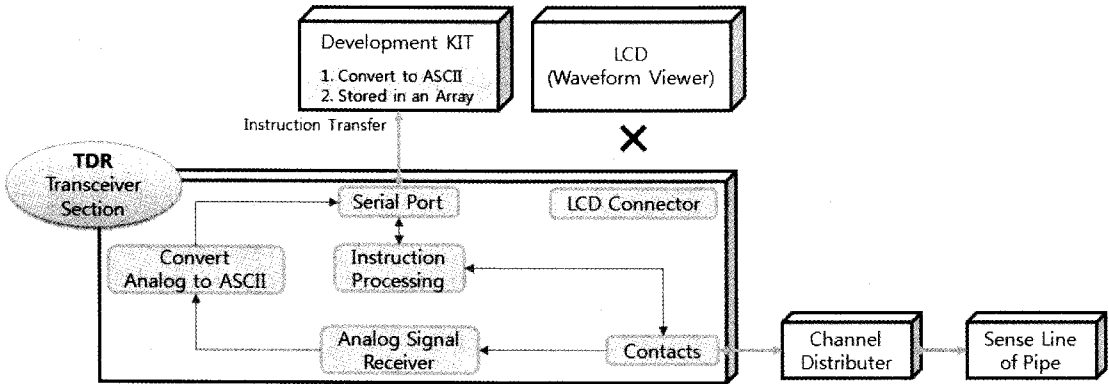 Development KIT
1. Convert to ASCII
2. Stored in an Array
LCD
(Waveform Viewer)
Instruction Transfer
TDR
Transceiver
Section
Serial Port
LCD Connector
Convert
Analog to ASCII
Instruction
Processing
Analog Signal
Receiver
Contacts
Channel
Distributer
Sense Line
of Pipe